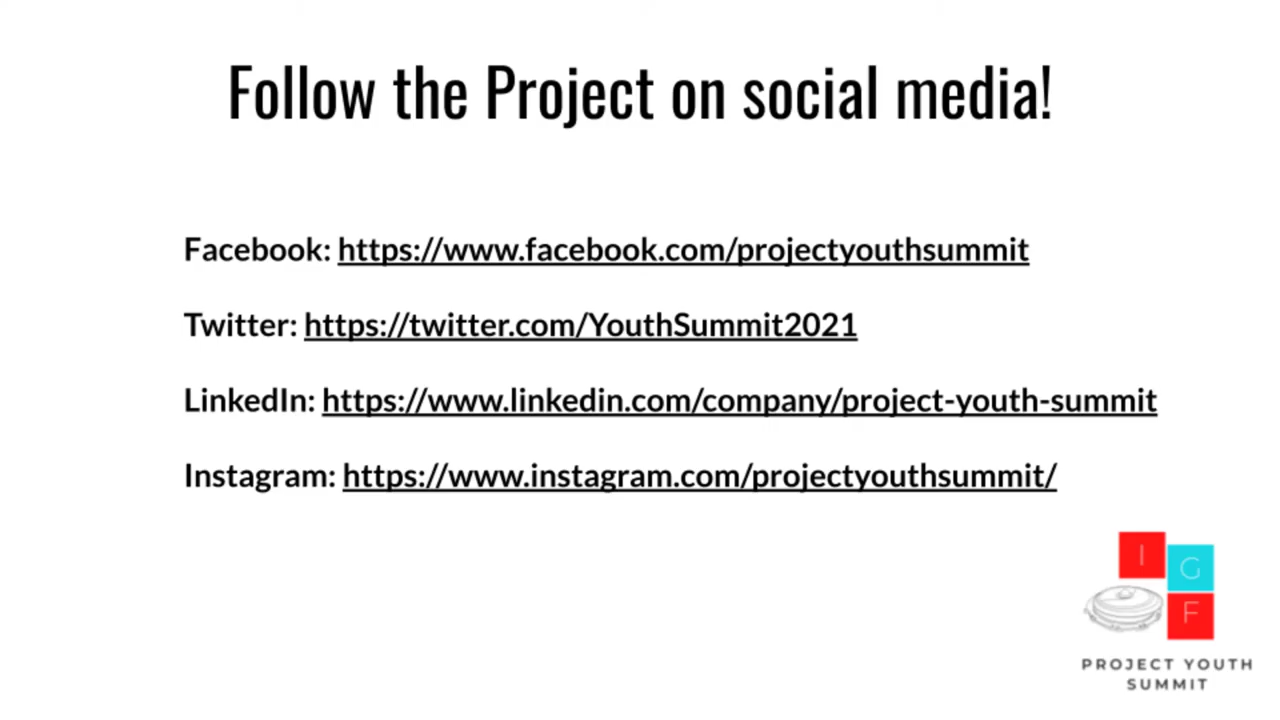 Follow the Project on social media!
Facebook: https://www.facebook.com/projectyouthsummit
Twitter: https://twitter.com/YouthSummit2021
LinkedIn: https://www.linkedin.com/company/project-youth-summit
Instagram: https://www.instagram.com/projectyouthsummit/
I
G
F
PROJECT YOUTH
SUMMIT